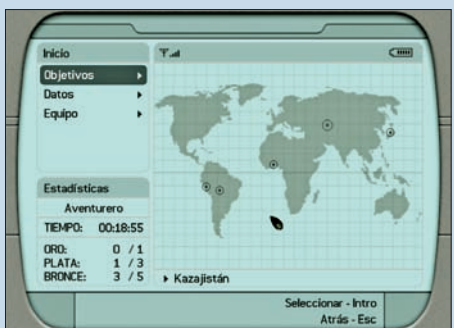 Inicio
Objetivos
Datos
Equipo
Estadísticas
Aventurero
TIEMPO: 00:18:55
ORO: 0 / 1
PLATA: 1 / 3
BRONCE: 3 / 5
Kazajistán
Seleccionar - Intro
Atrás - Esc